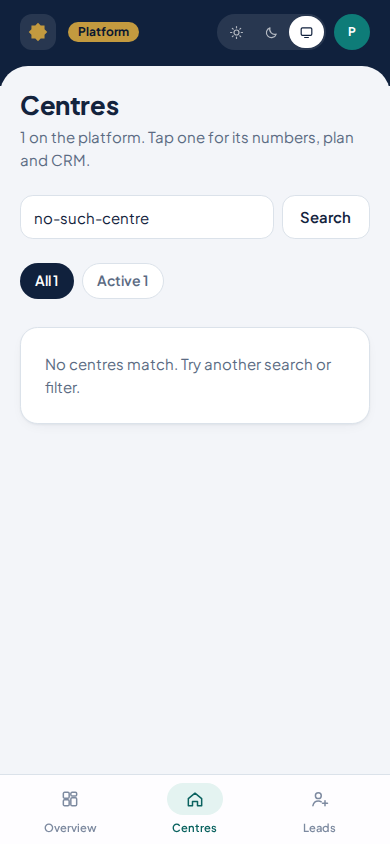 Platform
P
Centres
1 on the platform. Tap one for its numbers, plan
and CRM.
no-such-centre
Search
All 1
Active 1
No centres match. Try another search or
filter.
Overview
Centres
Leads